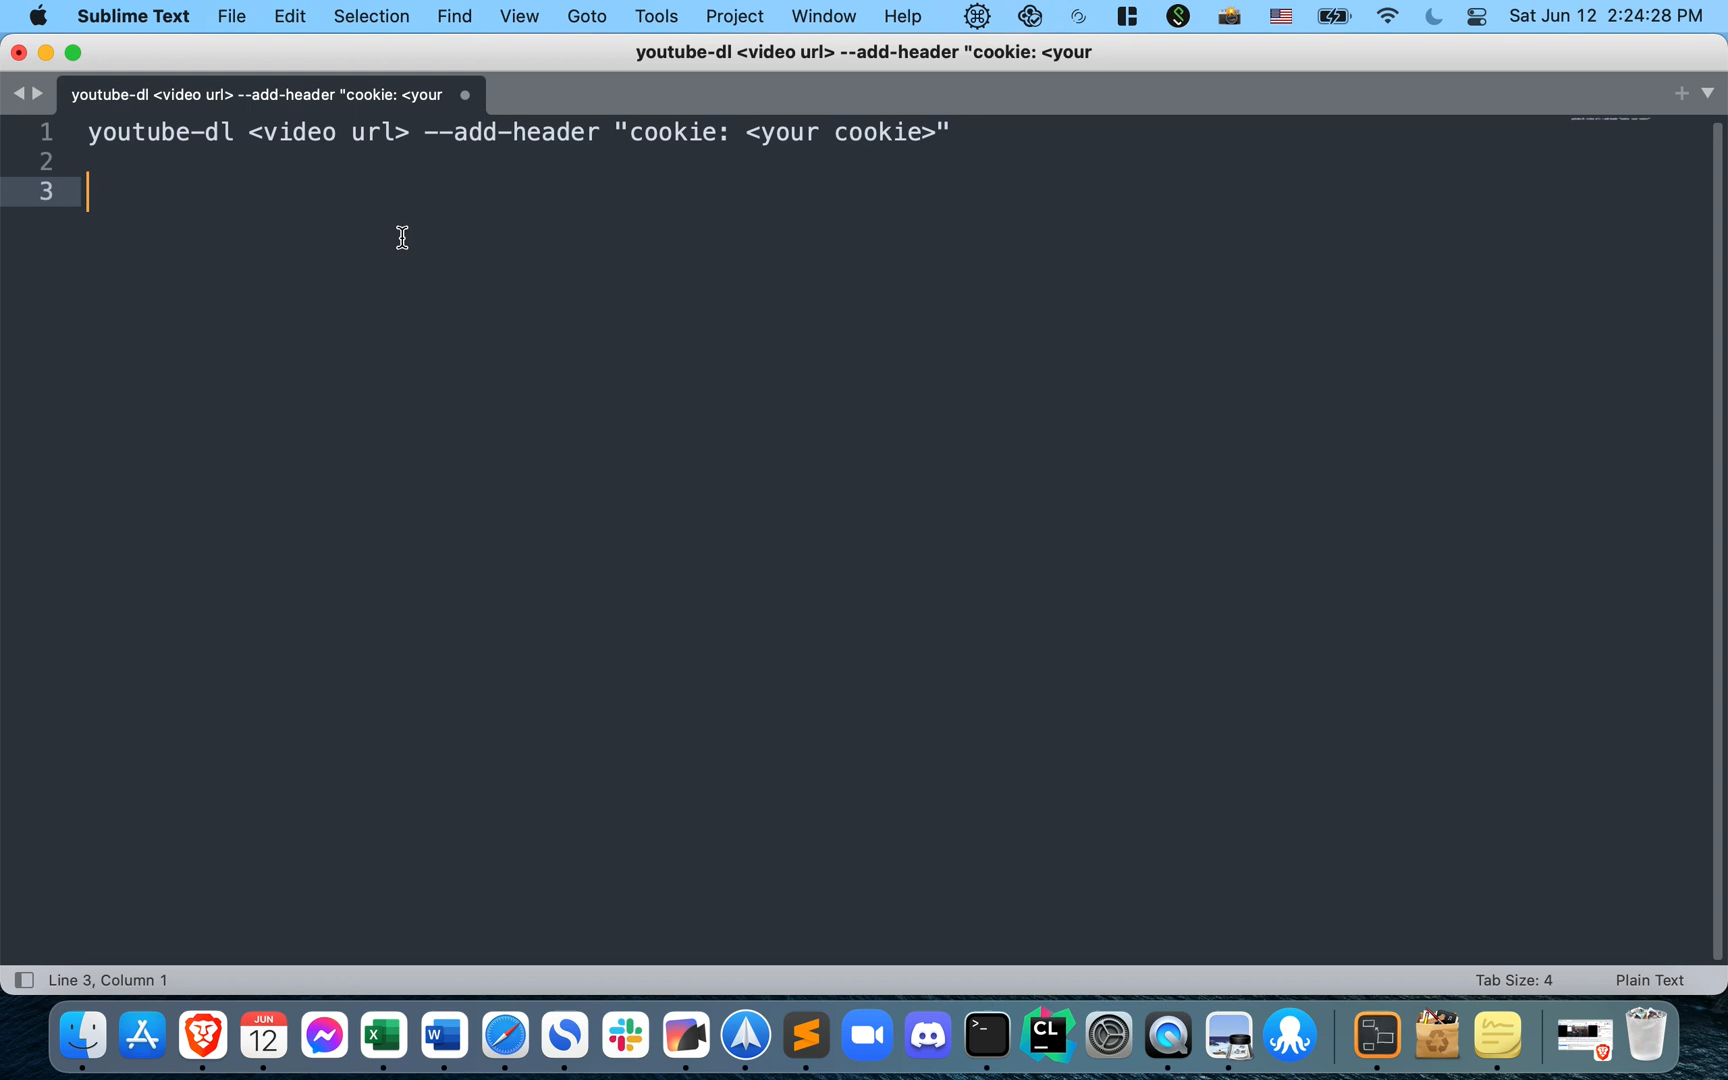 Sublime Text File Edit Selection Find View Goto Tools Project Window Help Sat Jun 12 2:24:28 PM
youtube-dl <video url> --add-header "cookie: <your
youtube-dl <video url> --add-header "cookie: <your
1 youtube-dl <video url> --add-header "cookie: <your cookie>"
2
3
Line 3, Column 1 Tab Size: 4 Plain Text
JUN
12
CL